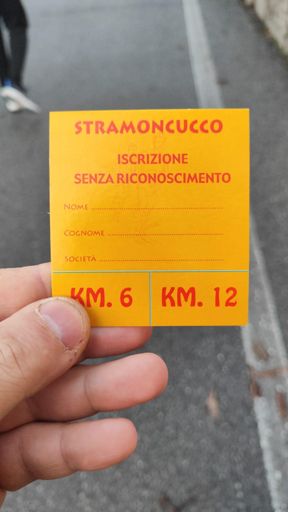 STRAMONCUCCO
ISCRIZIONE
SENZA RICONOSCIMENTO
NOME
COGNOME
SOCIETÀ
KM. 6 KM. 12